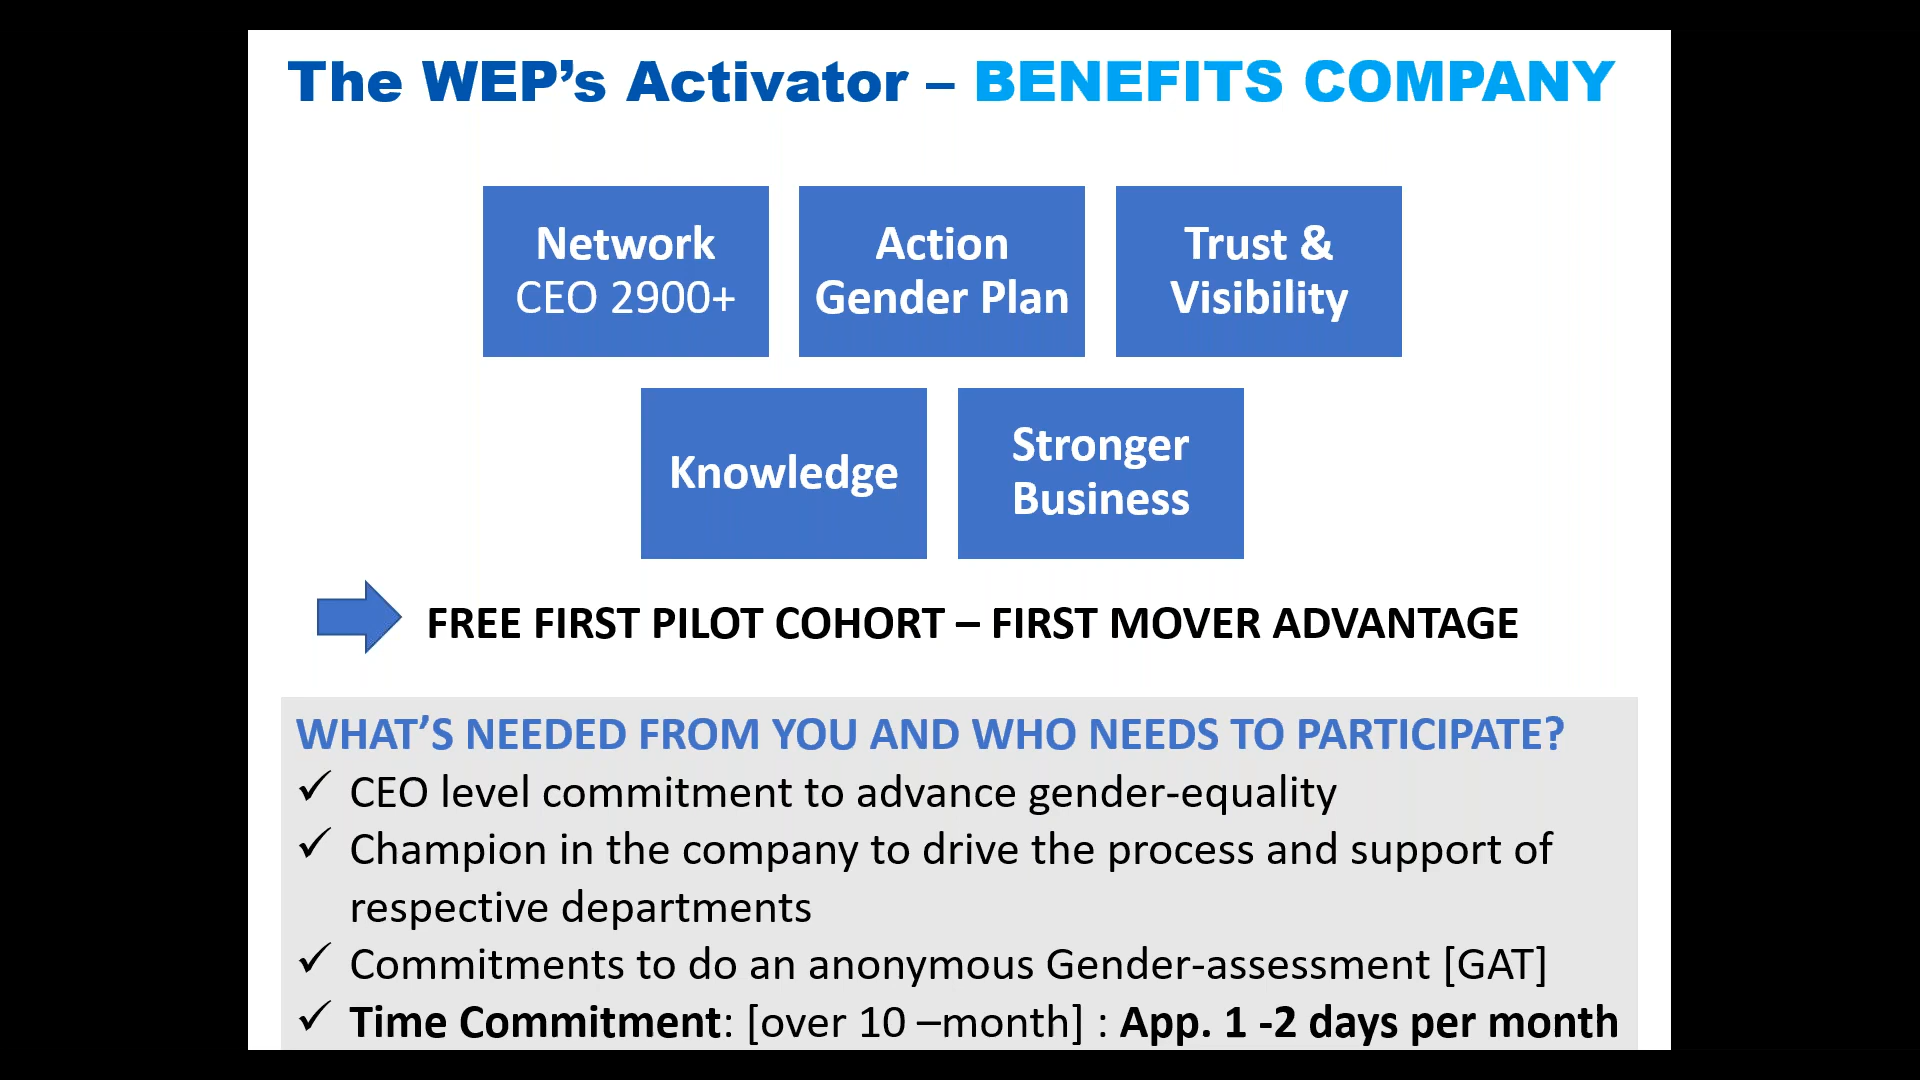 The WEP’s Activator – BENEFITS COMPANY
Network
CEO 2900+
Action
Gender Plan
Trust &
Visibility
Knowledge
Stronger
Business
FREE FIRST PILOT COHORT – FIRST MOVER ADVANTAGE
WHAT’S NEEDED FROM YOU AND WHO NEEDS TO PARTICIPATE?
✓ CEO level commitment to advance gender-equality
✓ Champion in the company to drive the process and support of
respective departments
✓ Commitments to do an anonymous Gender-assessment [GAT]
✓ Time Commitment: [over 10 –month] : App. 1 -2 days per month